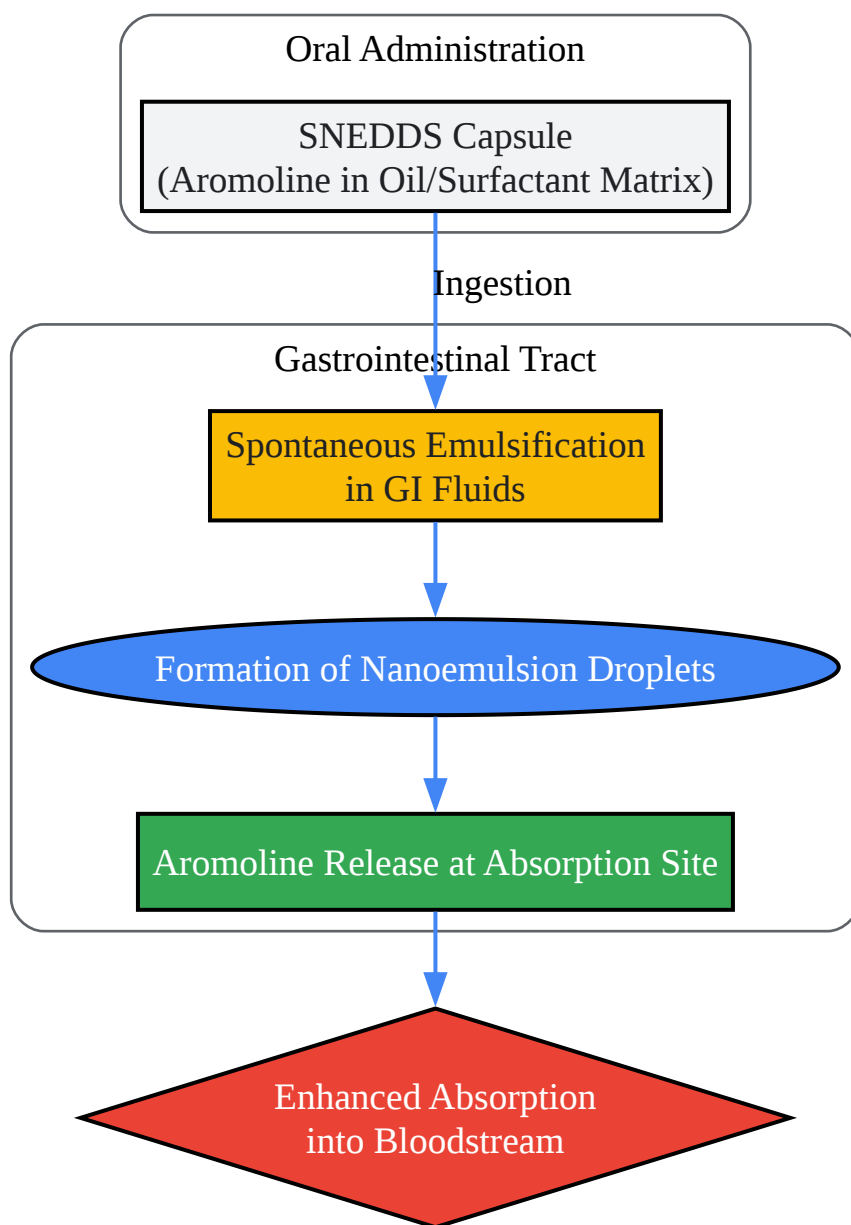 Oral Administration
SNEDDS Capsule
(Aromoline in Oil/Surfactant Matrix)
Ingestion
Gastrointestinal Tract
Spontaneous Emulsification
in GI Fluids
Formation of Nanoemulsion Droplets
Aromoline Release at Absorption Site
Enhanced Absorption
into Bloodstream